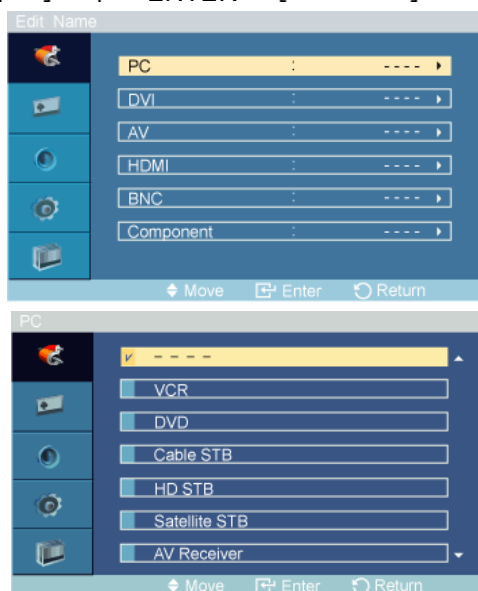 ENTER
Edit Name
PC : ----
DVI : ----
AV : ----
HDMI : ----
BNC : ----
Component : ----
Move Enter Return
PC
----
VCR
DVD
Cable STB
HD STB
Satellite STB
AV Receiver
Move Enter Return